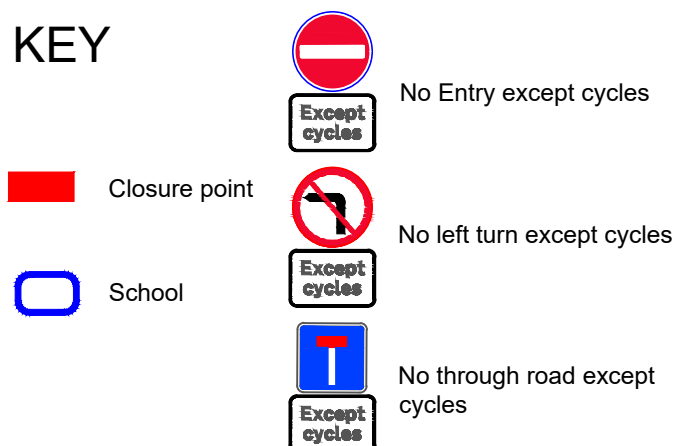 KEY
Except
cycles
No Entry except cycles
Closure point
Except
cycles
No left turn except cycles
School
Except
cycles
No through road except
cycles